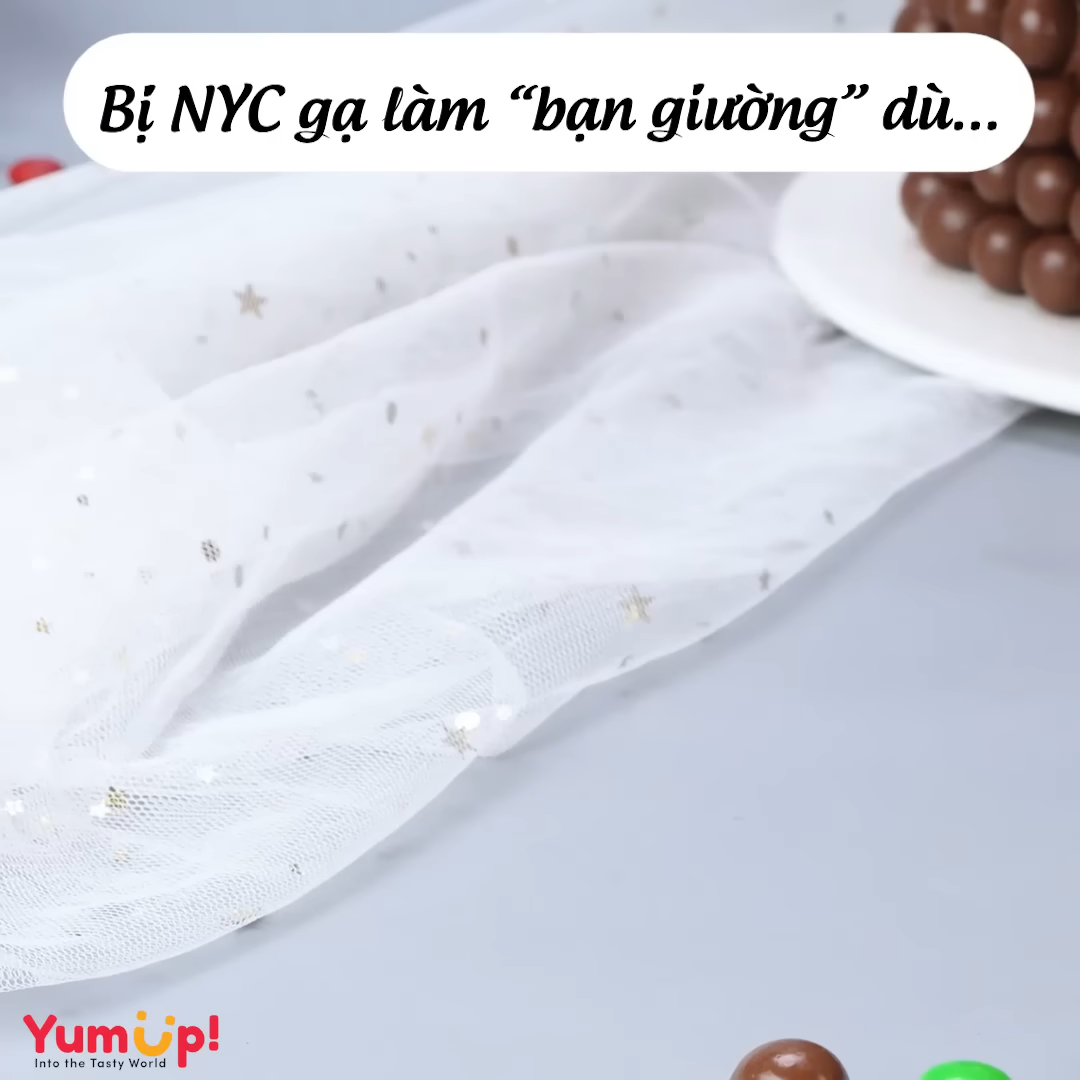 Bị NYC gạ làm “bạn giường” dù...
YumUp!
Into the Tasty World